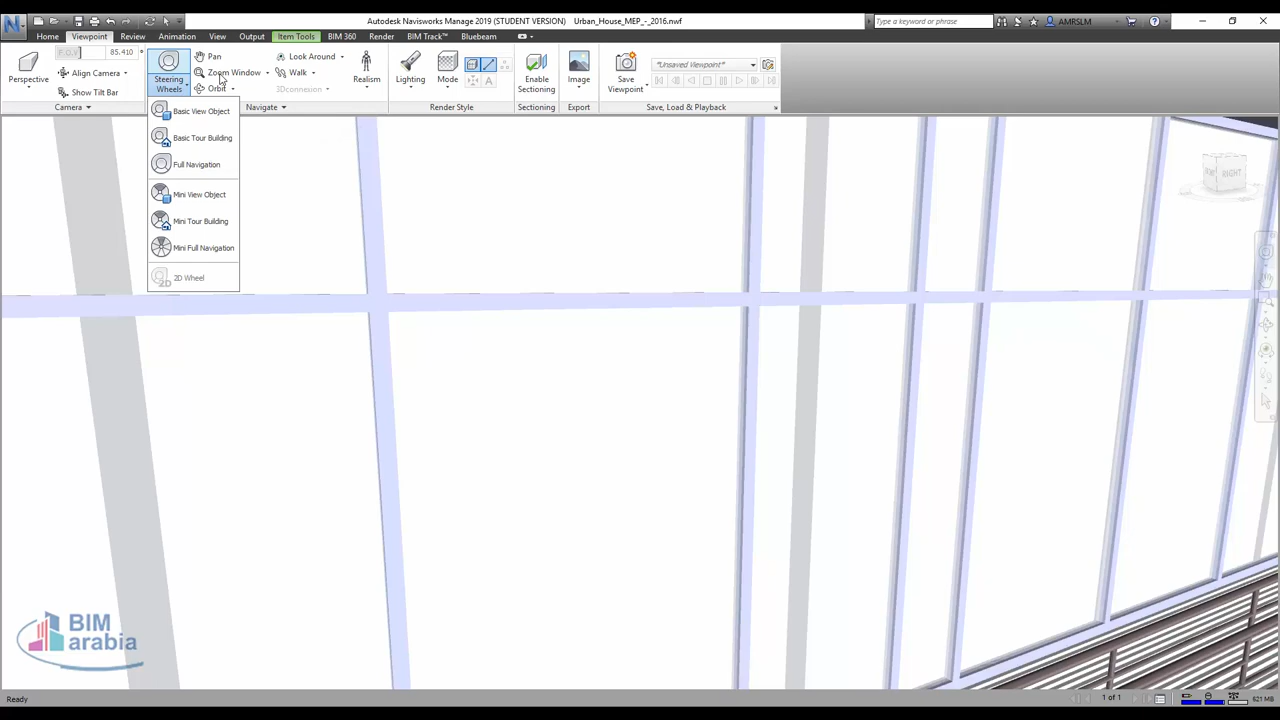 Autodesk Navisworks Manage 2019 (STUDENT VERSION) Urban_House_MEP_-_2016.nwf
Type a keyword or phrase
AMRSLM
Home Viewpoint Review Animation View Output Item Tools BIM 360 Render BIM Track™ Bluebeam
Perspective
F.O.V. 85.410 °
Align Camera
Show Tilt Bar
Camera
Steering Wheels
Pan
Zoom Window
Orbit
Look Around
Walk
3Dconnexion
Navigate
Realism
Lighting
Mode
Render Style
Enable Sectioning
Sectioning
Image
Export
Save Viewpoint
*Unsaved Viewpoint*
Save, Load & Playback
Basic View Object
Basic Tour Building
Full Navigation
Mini View Object
Mini Tour Building
Mini Full Navigation
2D Wheel
RIGHT
BIM
arabia
Ready
1 of 1
621 MB